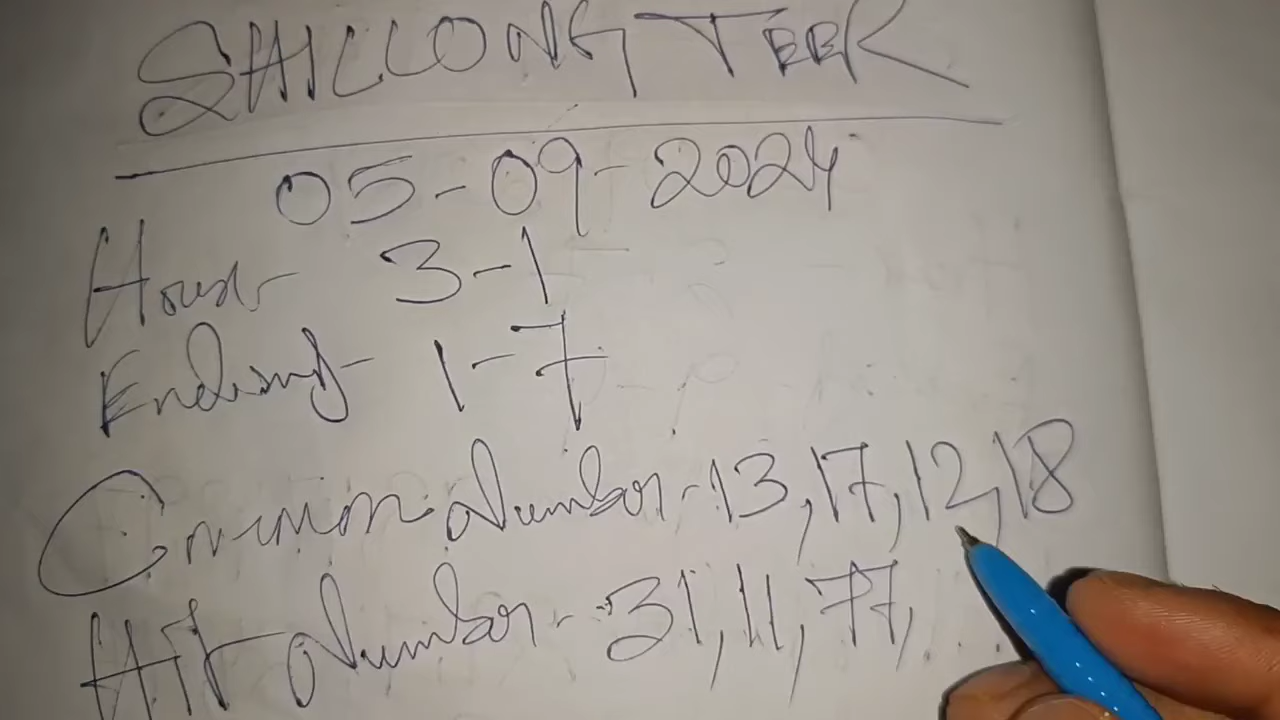 SHILLONG TEER
05-09-2024
House- 3-1
Ending- 1-7
Common Number-13,17,12,18
Hit Number-31,11,77,